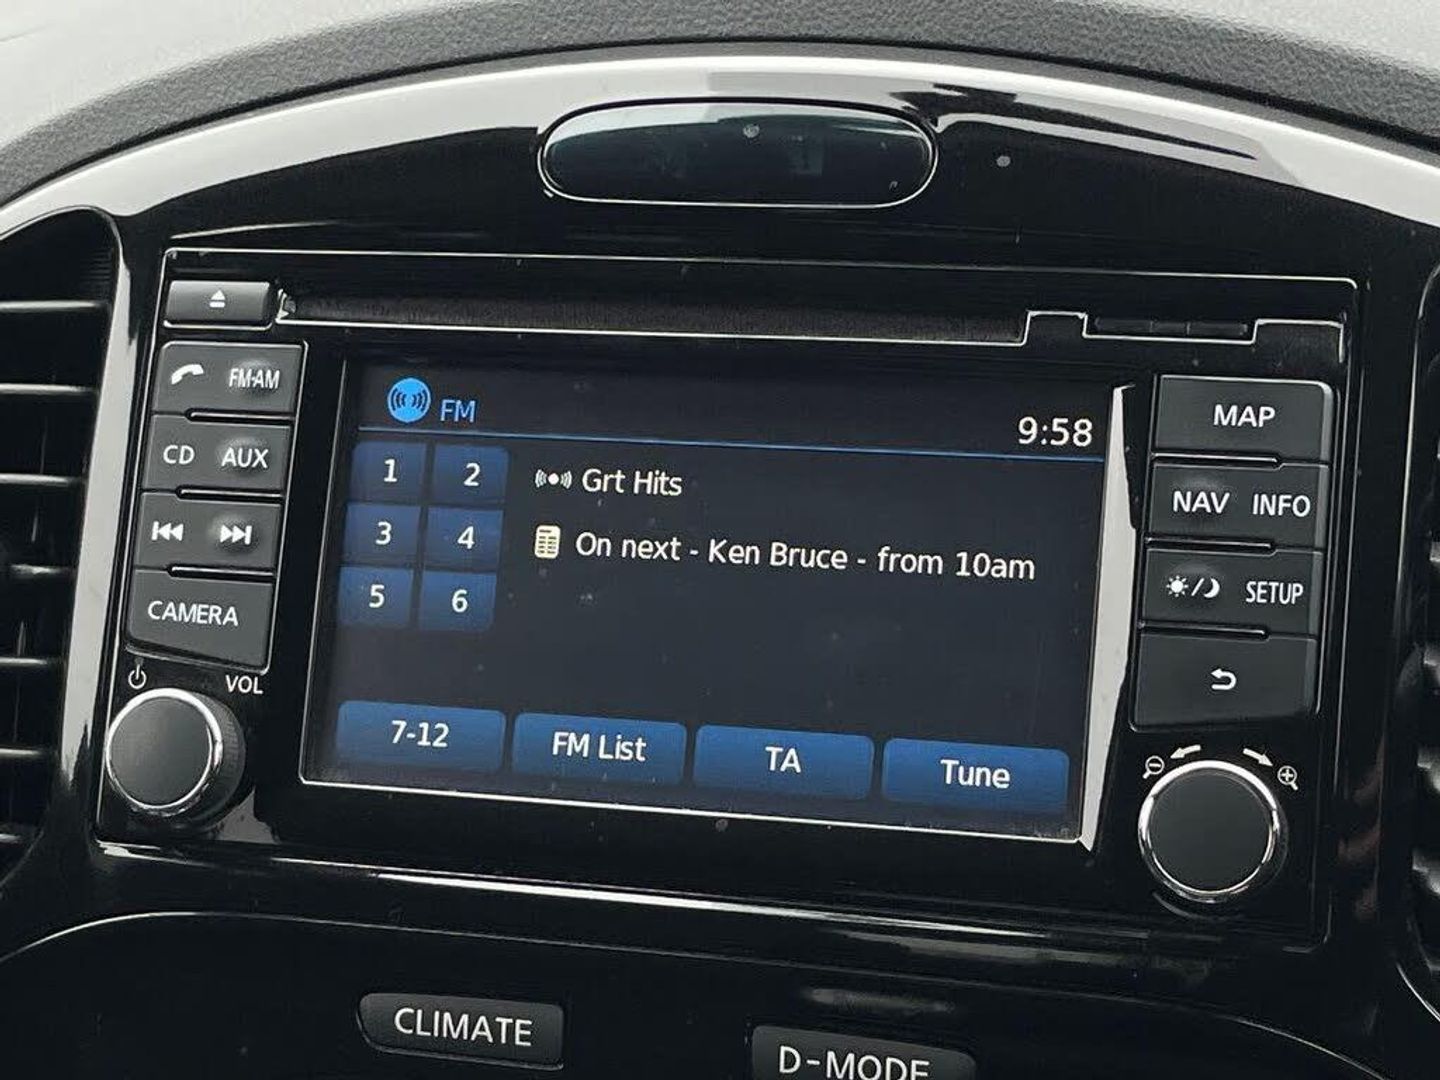 FM-AM
CD AUX
CAMERA
VOL
FM
9:58
1 2
3 4
5 6
Grt Hits
On next - Ken Bruce - from 10am
7-12 FM List TA Tune
MAP
NAV INFO
SETUP
CLIMATE
D-MODE